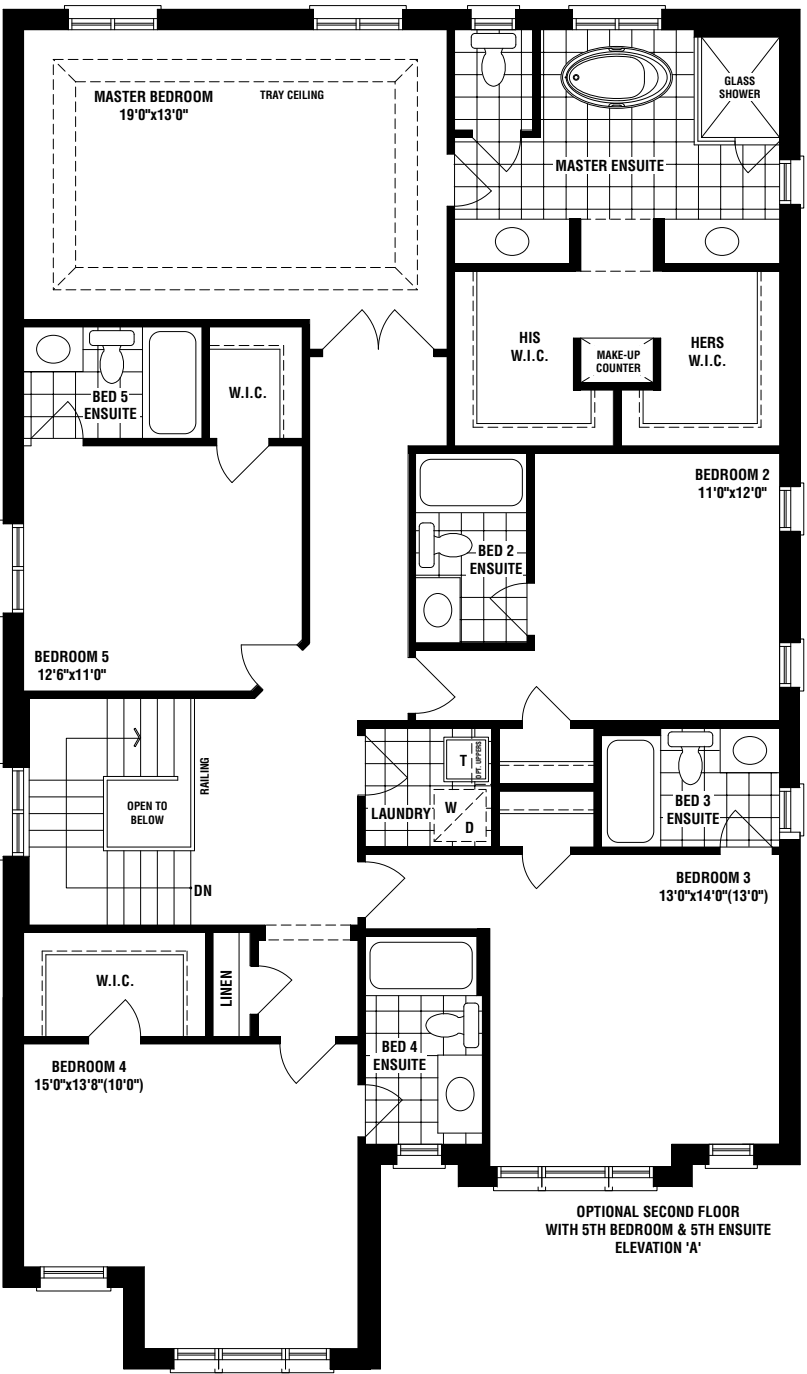 MASTER BEDROOM
19'0"x13'0"
TRAY CEILING
GLASS
SHOWER
MASTER ENSUITE
HIS
W.I.C.
MAKE-UP
COUNTER
HERS
W.I.C.
BED 5
ENSUITE
W.I.C.
BEDROOM 2
11'0"x12'0"
BED 2
ENSUITE
BEDROOM 5
12'6"x11'0"
RAILING
OPEN TO
BELOW
DN
T
OPT. UPPERS
LAUNDRY
W
D
BED 3
ENSUITE
BEDROOM 3
13'0"x14'0"(13'0")
W.I.C.
LINEN
BED 4
ENSUITE
BEDROOM 4
15'0"x13'8"(10'0")
OPTIONAL SECOND FLOOR
WITH 5TH BEDROOM & 5TH ENSUITE
ELEVATION 'A'